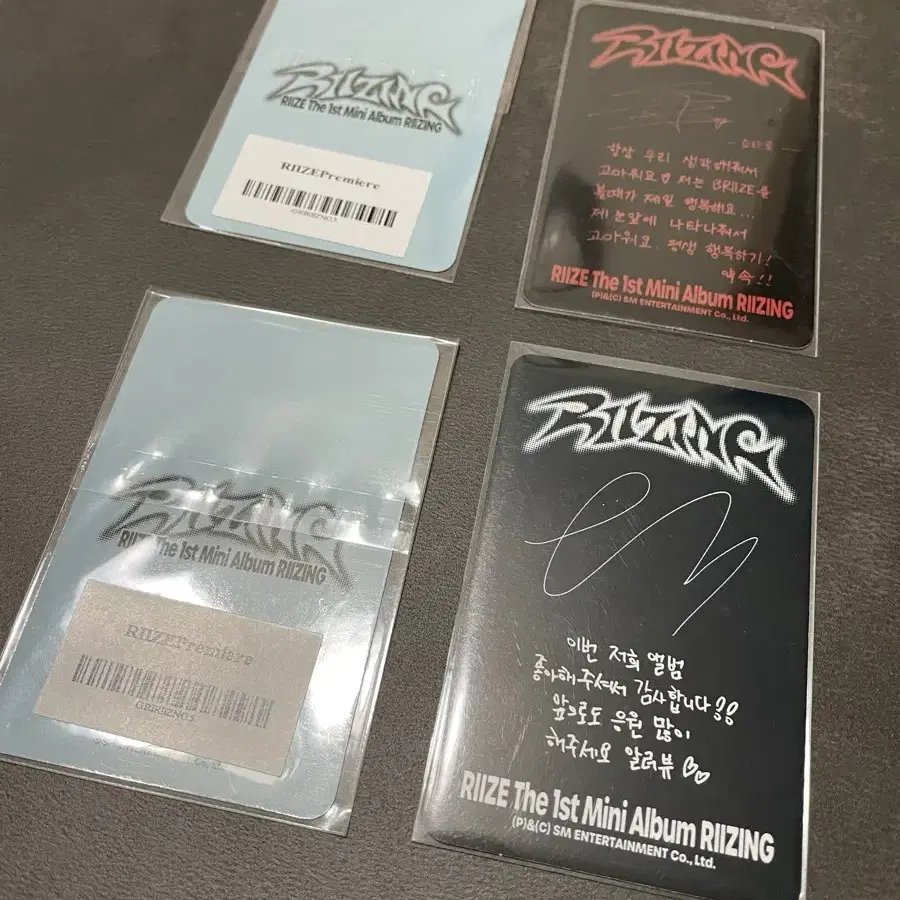 RIIZING
RIIZE The 1st Mini Album RIIZING
RIIZEPremiere
RIIZING
쇼타로
항상 우리 생각해줘서
고마워요 저는 BRIIZE를
볼때가 제일 행복해요...
제 눈앞에 나타나줘서
고마워요 평생 행복하기!
약속!!
RIIZE The 1st Mini Album RIIZING
(P)&(C) SM ENTERTAINMENT Co., Ltd.
RIIZING
RIIZE The 1st Mini Album RIIZING
RIIZEPremiere
RIIZING
이번 저희 앨범
좋아해주셔서 감사합니다!!
앞으로도 응원 많이
해주세요 알러뷰
RIIZE The 1st Mini Album RIIZING
(P)&(C) SM ENTERTAINMENT Co., Ltd.